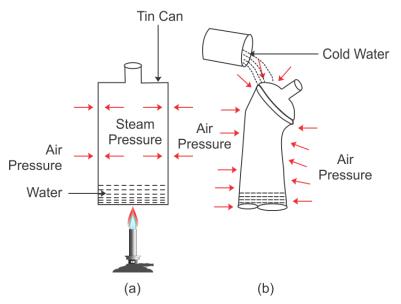 Tin Can
Cold Water
Steam
Pressure
Air
Pressure
Air
Pressure
Air
Pressure
Water
(a)
(b)